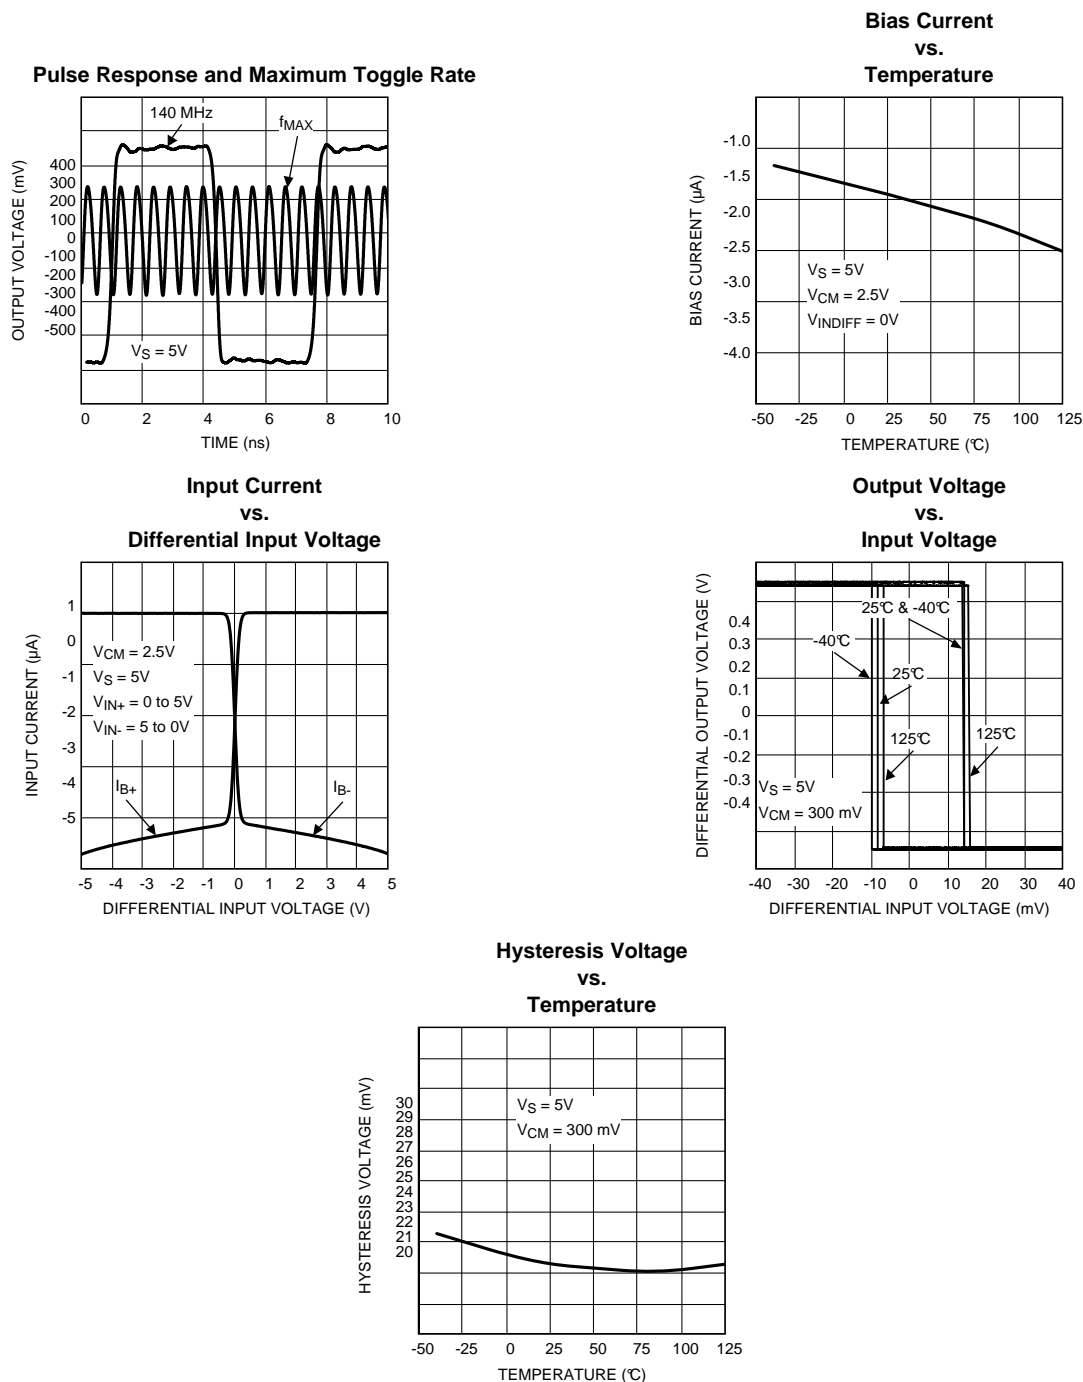 Pulse Response and Maximum Toggle Rate
OUTPUT VOLTAGE (mV)
400
300
200
100
0
-100
-200
-300
-400
-500
140 MHz
fMAX
VS = 5V
0 2 4 6 8 10
TIME (ns)
Bias Current
vs.
Temperature
BIAS CURRENT (µA)
-1.0
-1.5
-2.0
-2.5
-3.0
-3.5
-4.0
VS = 5V
VCM = 2.5V
VINDIFF = 0V
-50 -25 0 25 50 75 100 125
TEMPERATURE (°C)
Input Current
vs.
Differential Input Voltage
INPUT CURRENT (µA)
1
0
-1
-2
-3
-4
-5
VCM = 2.5V
VS = 5V
VIN+ = 0 to 5V
VIN- = 5 to 0V
IB+
IB-
-5 -4 -3 -2 -1 0 1 2 3 4 5
DIFFERENTIAL INPUT VOLTAGE (V)
Output Voltage
vs.
Input Voltage
DIFFERENTIAL OUTPUT VOLTAGE (V)
0.4
0.3
0.2
0.1
0
-0.1
-0.2
-0.3
-0.4
25°C & -40°C
-40°C
25°C
125°C
125°C
VS = 5V
VCM = 300 mV
-40 -30 -20 -10 0 10 20 30 40
DIFFERENTIAL INPUT VOLTAGE (mV)
Hysteresis Voltage
vs.
Temperature
HYSTERESIS VOLTAGE (mV)
30
29
28
27
26
25
24
23
22
21
20
VS = 5V
VCM = 300 mV
-50 -25 0 25 50 75 100 125
TEMPERATURE (°C)